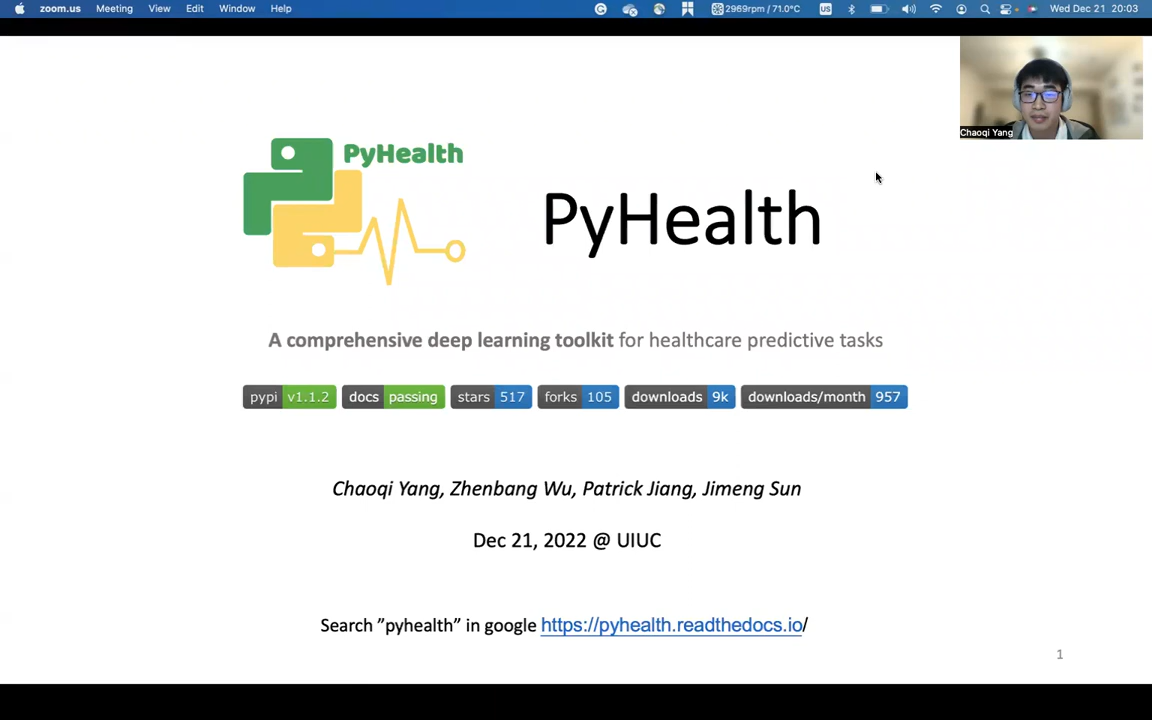 zoom.us Meeting View Edit Window Help 2969rpm / 71.0°C US Wed Dec 21 20:03
Chaoqi Yang
PyHealth
PyHealth
A comprehensive deep learning toolkit for healthcare predictive tasks
pypi v1.1.2 docs passing stars 517 forks 105 downloads 9k downloads/month 957
Chaoqi Yang, Zhenbang Wu, Patrick Jiang, Jimeng Sun
Dec 21, 2022 @ UIUC
Search ”pyhealth” in google https://pyhealth.readthedocs.io/
1